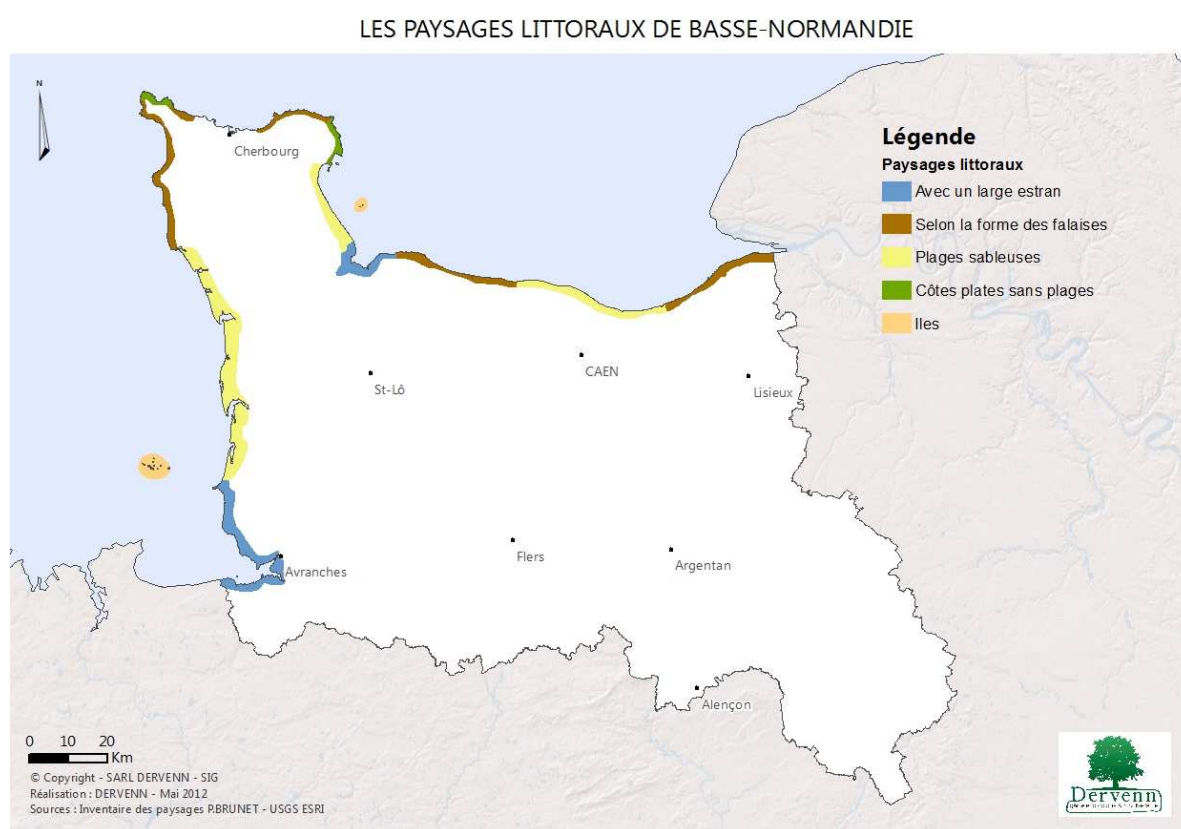 LES PAYSAGES LITTORAUX DE BASSE-NORMANDIE
N
Légende
Paysages littoraux
Avec un large estran
Selon la forme des falaises
Plages sableuses
Côtes plates sans plages
Iles
Cherbourg
St-Lô
CAEN
Lisieux
Avranches
Flers
Argentan
Alençon
0 10 20
Km
© Copyright - SARL DERVENN - SIG
Réalisation : DERVENN - Mai 2012
Sources : Inventaire des paysages P.BRUNET - USGS ESRI
Dervenn